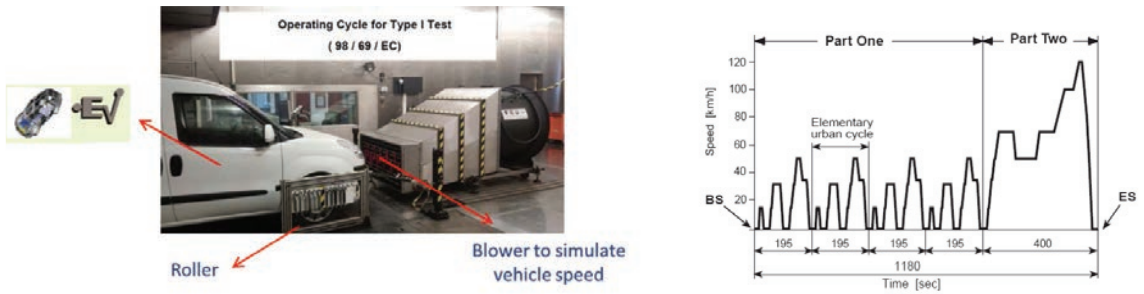 Operating Cycle for Type I Test
( 98 / 69 / EC)
EV
Roller
Blower to simulate
vehicle speed
Part One
Part Two
Speed [km/h]
120
100
80
60
40
20
Elementary
urban cycle
BS
ES
195
195
195
195
400
1180
Time [sec]